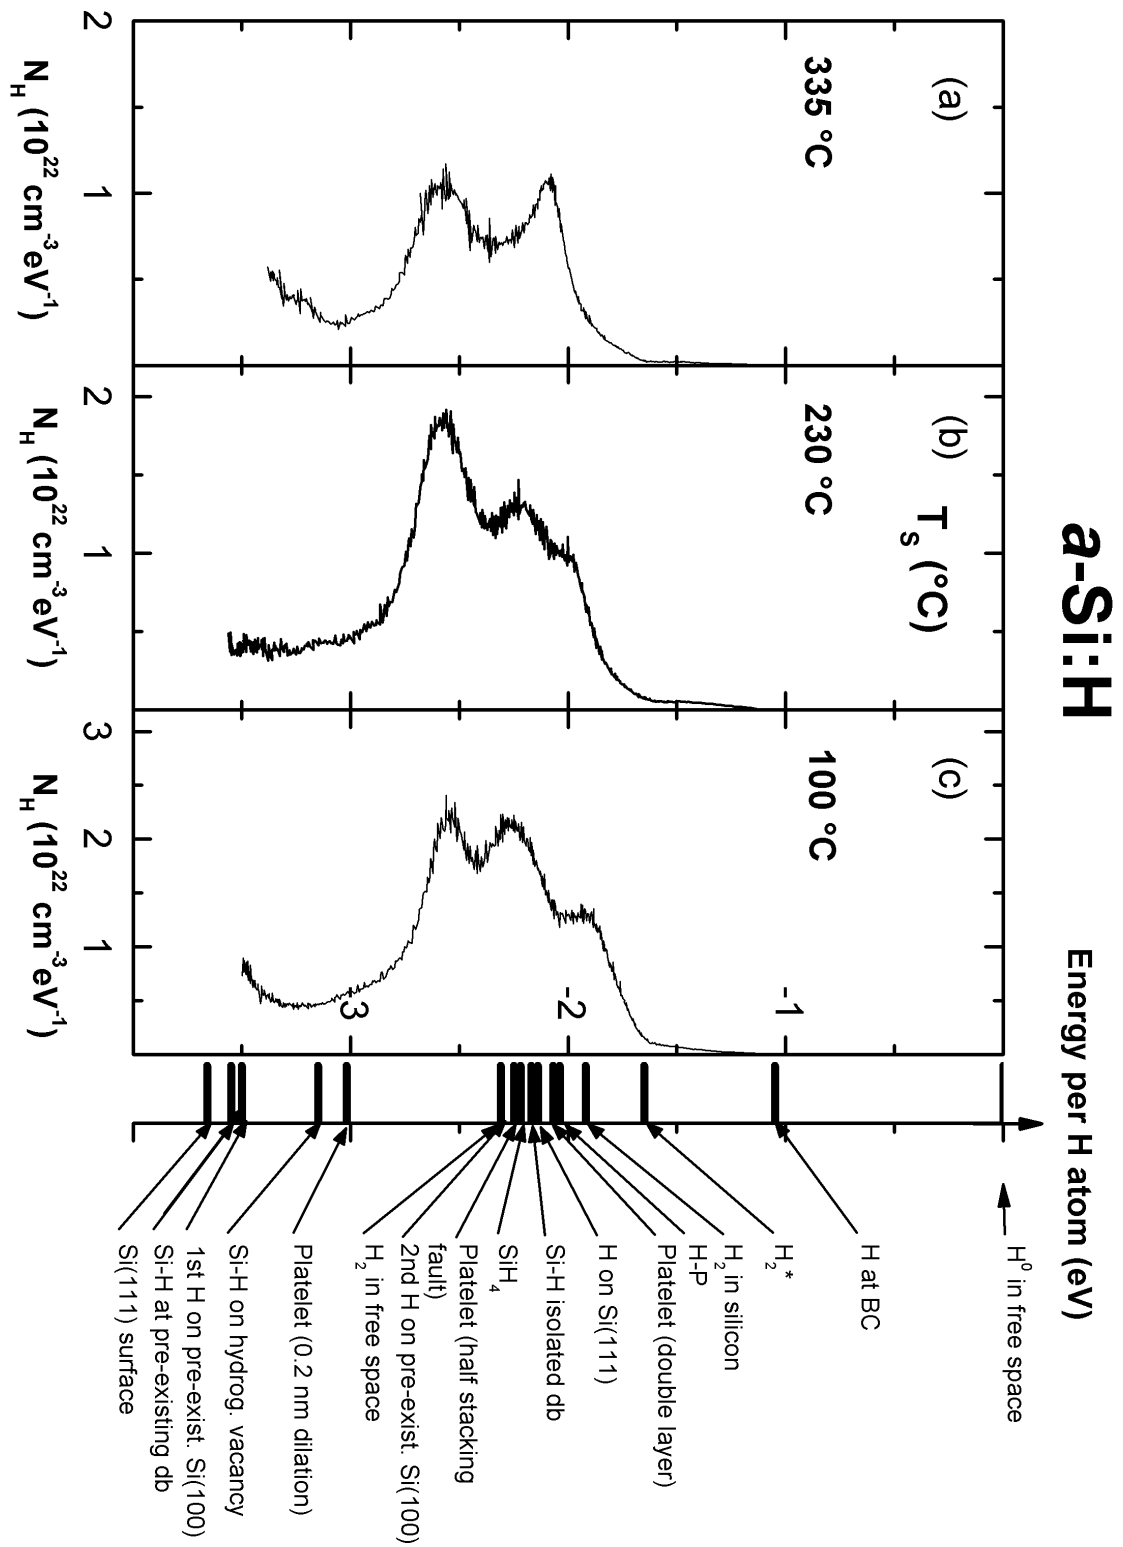 a-Si:H
Energy per H atom (eV)
(a)
335 °C
2
1
N_H (10^22 cm^-3 eV^-1)
(b)
T_S (°C)
230 °C
2
1
N_H (10^22 cm^-3 eV^-1)
(c)
100 °C
3
2
1
N_H (10^22 cm^-3 eV^-1)
-1
-2
-3
H^0 in free space
H at BC
H_2*
H_2 in silicon
H-P
Platelet (double layer)
H on Si(111)
Si-H isolated db
SiH_4
Platelet (half stacking
fault)
2nd H on pre-exist. Si(100)
H_2 in free space
Platelet (0.2 nm dilation)
Si-H on hydrog. vacancy
1st H on pre-exist. Si(100)
Si-H at pre-existing db
Si(111) surface